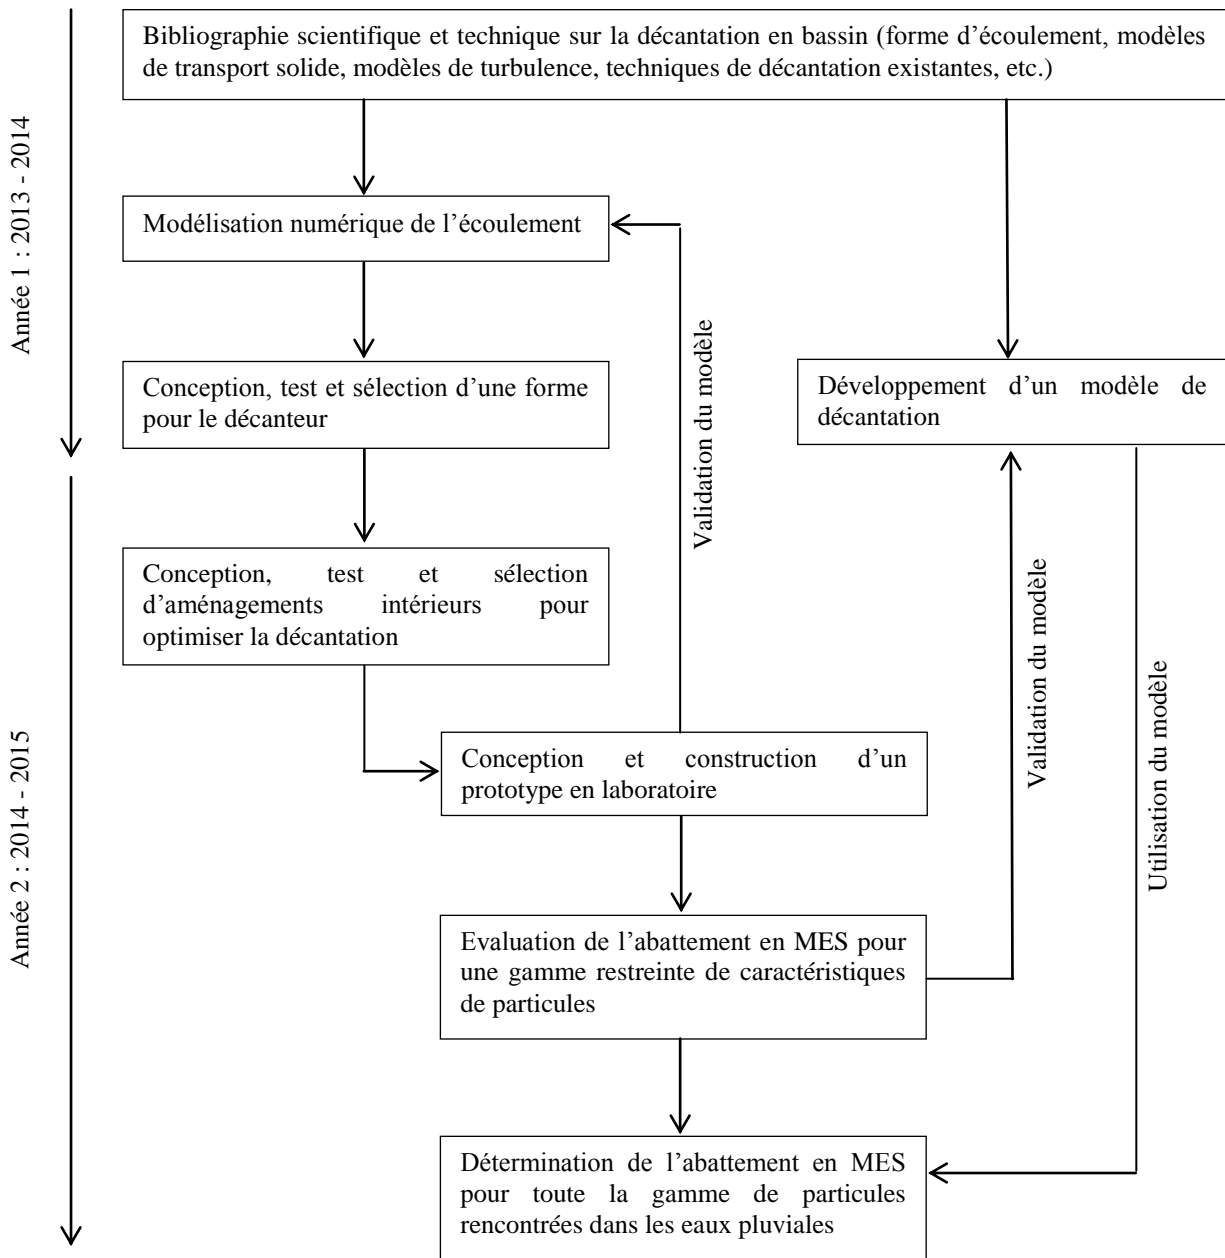 Bibliographie scientifique et technique sur la décantation en bassin (forme d’écoulement, modèles
de transport solide, modèles de turbulence, techniques de décantation existantes, etc.)
Année 1 : 2013 - 2014
Modélisation numérique de l’écoulement
Validation du modèle
Conception, test et sélection d’une forme
pour le décanteur
Développement d’un modèle de
décantation
Conception, test et sélection
d’aménagements intérieurs pour
optimiser la décantation
Validation du modèle
Utilisation du modèle
Année 2 : 2014 - 2015
Conception et construction d’un
prototype en laboratoire
Evaluation de l’abattement en MES pour
une gamme restreinte de caractéristiques
de particules
Détermination de l’abattement en MES
pour toute la gamme de particules
rencontrées dans les eaux pluviales